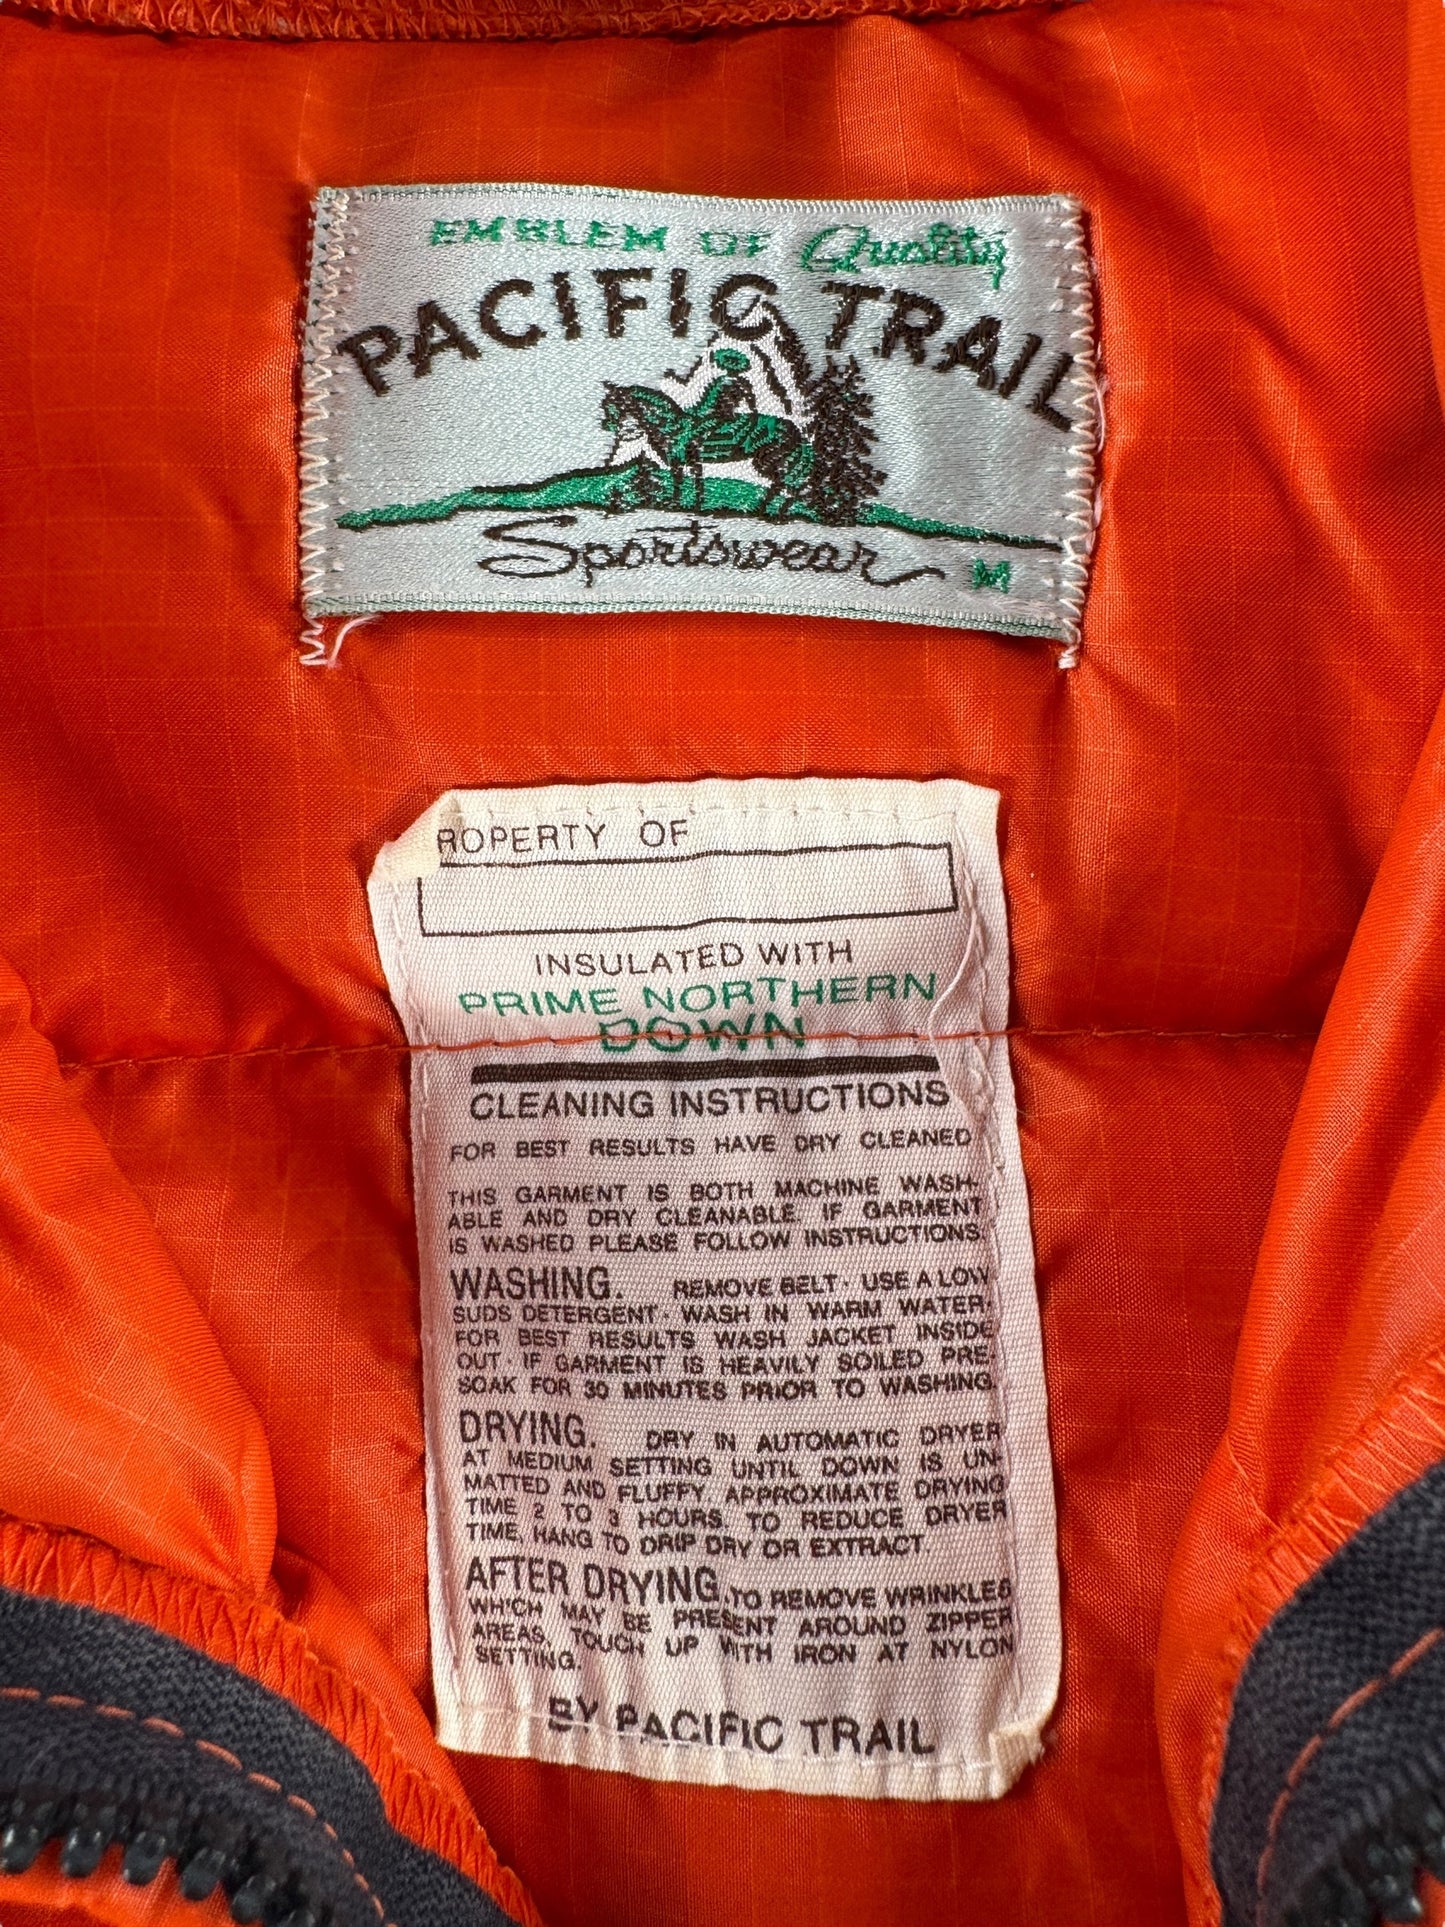 EMBLEM OF Quality
PACIFIC TRAIL
Sportswear M
ROPERTY OF
INSULATED WITH
PRIME NORTHERN
DOWN
CLEANING INSTRUCTIONS
FOR BEST RESULTS HAVE DRY CLEANED
THIS GARMENT IS BOTH MACHINE WASH-
ABLE AND DRY CLEANABLE. IF GARMENT
IS WASHED PLEASE FOLLOW INSTRUCTIONS.
WASHING. REMOVE BELT · USE A LOW
SUDS DETERGENT · WASH IN WARM WATER·
FOR BEST RESULTS WASH JACKET INSIDE
OUT · IF GARMENT IS HEAVILY SOILED PRE-
SOAK FOR 30 MINUTES PRIOR TO WASHING.
DRYING. DRY IN AUTOMATIC DRYER
AT MEDIUM SETTING UNTIL DOWN IS UN-
MATTED AND FLUFFY. APPROXIMATE DRYING
TIME 2 TO 3 HOURS. TO REDUCE DRYER
TIME, HANG TO DRIP DRY OR EXTRACT.
AFTER DRYING. TO REMOVE WRINKLES
WHICH MAY BE PRESENT AROUND ZIPPER
AREAS, TOUCH UP WITH IRON AT NYLON
SETTING.
BY PACIFIC TRAIL